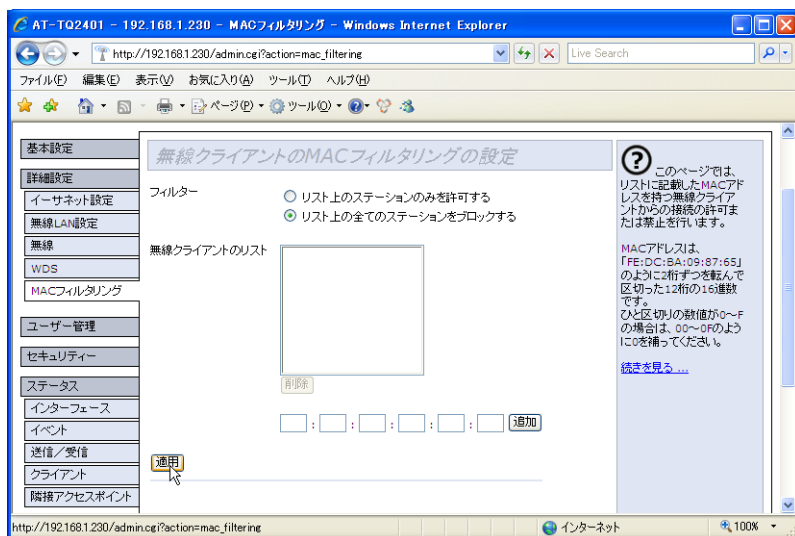 AT-TQ2401 - 192.168.1.230 - MACフィルタリング - Windows Internet Explorer
http://192.168.1.230/admin.cgi?action=mac_filtering
Live Search
ファイル(F) 編集(E) 表示(V) お気に入り(A) ツール(T) ヘルプ(H)
ページ(P) ツール(O)
基本設定
詳細設定
イーサネット設定
無線LAN設定
無線
WDS
MACフィルタリング
ユーザー管理
セキュリティー
ステータス
インターフェース
イベント
送信/受信
クライアント
隣接アクセスポイント
無線クライアントのMACフィルタリングの設定
フィルター
リスト上のステーションのみを許可する
リスト上の全てのステーションをブロックする
無線クライアントのリスト
削除
: : : : : 追加
適用
? このページでは、
リストに記載したMACアド
レスを持つ無線クライア
ントからの接続の許可ま
たは禁止を行います。
MACアドレスは、
「FE:DC:BA:09:87:65」
のように2桁ずつを転んで
区切った12桁の16進数
です。
ひと区切りの数値が0〜F
の場合は、00〜0Fのよう
に0を補ってください。
続きを見る ...
http://192.168.1.230/admin.cgi?action=mac_filtering
インターネット
100%